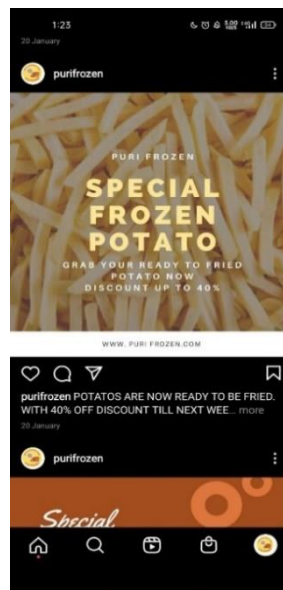 1:23
20 January
purifrozen
PURI FROZEN
SPECIAL
FROZEN
POTATO
GRAB YOUR READY TO FRIED
POTATO NOW
DISCOUNT UP TO 40%
WWW. PURI FROZEN.COM
purifrozen POTATOS ARE NOW READY TO BE FRIED.
WITH 40% OFF DISCOUNT TILL NEXT WEE... more
20 January
purifrozen
Special